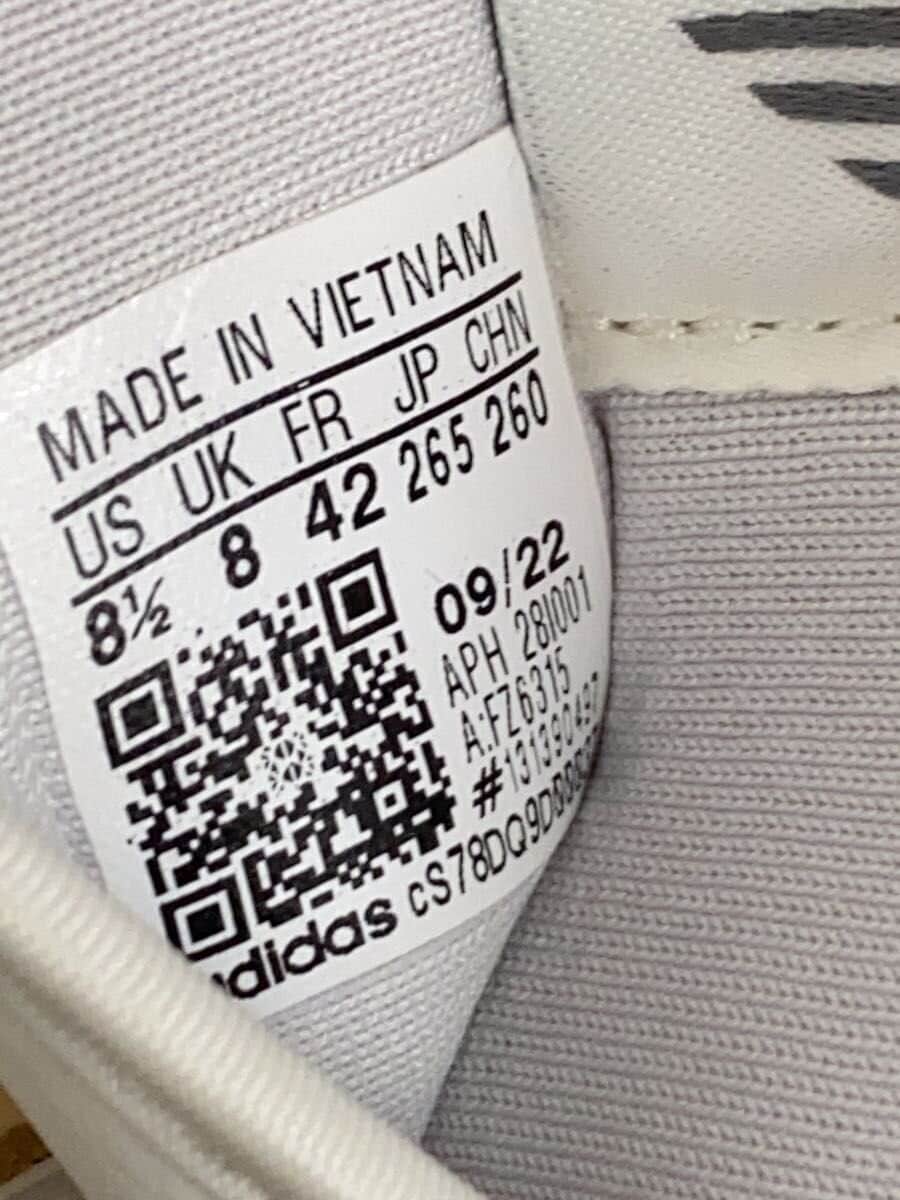 MADE IN VIETNAM
US UK FR JP CHN
8½ 8 42 265 260
09/22
APH 28I001
A:FZ6315
#131390497
adidas